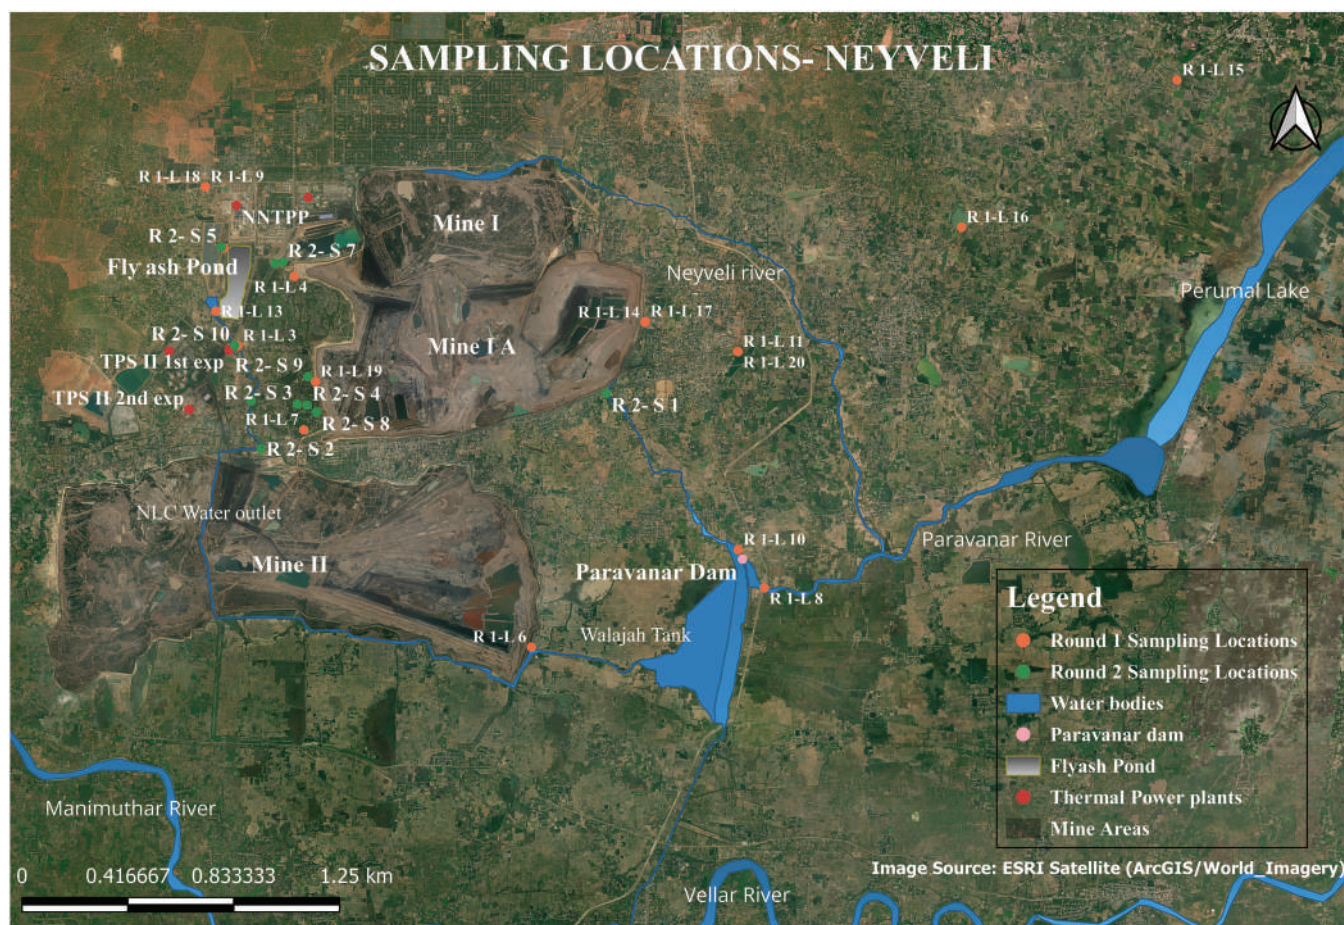 SAMPLING LOCATIONS- NEYVELI
R 1-L 15
R 1-L 18
R 1-L 9
NNTPP
Mine I
R 1-L 16
R 2- S 5
R 2- S 7
Fly ash Pond
R 1-L 4
Neyveli river
Perumal Lake
R 1-L 13
R 1-L 14
R 1-L 17
R 2- S 10
R 1-L 3
Mine I A
R 1-L 11
TPS II 1st exp
R 2- S 9
R 1-L 20
R 1-L 19
TPS II 2nd exp
R 2- S 3
R 2- S 4
R 2- S 1
R 1-L 7
R 2- S 8
R 2- S 2
NLC Water outlet
R 1-L 10
Paravanar River
Mine II
Paravanar Dam
R 1-L 8
R 1-L 6
Walajah Tank
Legend
Round 1 Sampling Locations
Round 2 Sampling Locations
Water bodies
Paravanar dam
Flyash Pond
Thermal Power plants
Mine Areas
Manimuthar River
Image Source: ESRI Satellite (ArcGIS/World_Imagery)
0 0.416667 0.833333 1.25 km
Vellar River